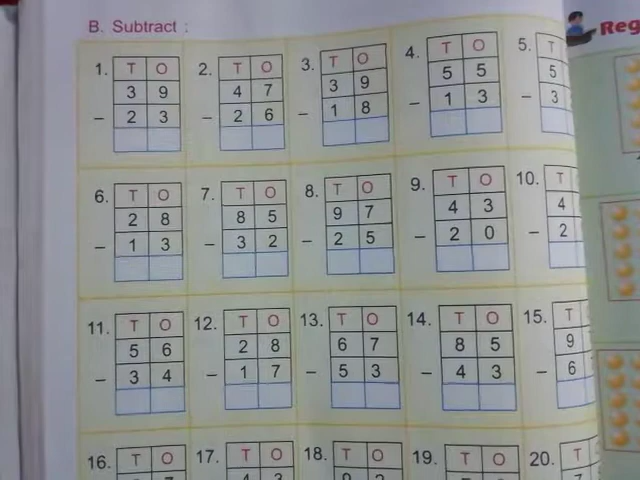 B. Subtract :
Reg
1. T O 2. T O 3. T O 4. T O 5. T
3 9 4 7 3 9 5 5 5
– 2 3 – 2 6 – 1 8 – 1 3 – 3
6. T O 7. T O 8. T O 9. T O 10. T
2 8 8 5 9 7 4 3 4
– 1 3 – 3 2 – 2 5 – 2 0 – 2
11. T O 12. T O 13. T O 14. T O 15. T
5 6 2 8 6 7 8 5 9
– 3 4 – 1 7 – 5 3 – 4 3 – 6
16. T O 17. T O 18. T O 19. T O 20. T